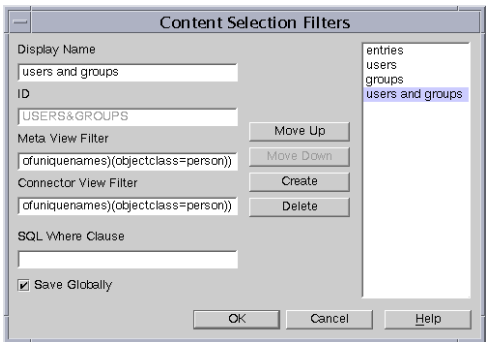 Content Selection Filters
Display Name
users and groups
ID
USERS&GROUPS
Meta View Filter
ofuniquenames)(objectclass=person))
Connector View Filter
ofuniquenames)(objectclass=person))
SQL Where Clause
Save Globally
Move Up
Move Down
Create
Delete
entries
users
groups
users and groups
OK
Cancel
Help